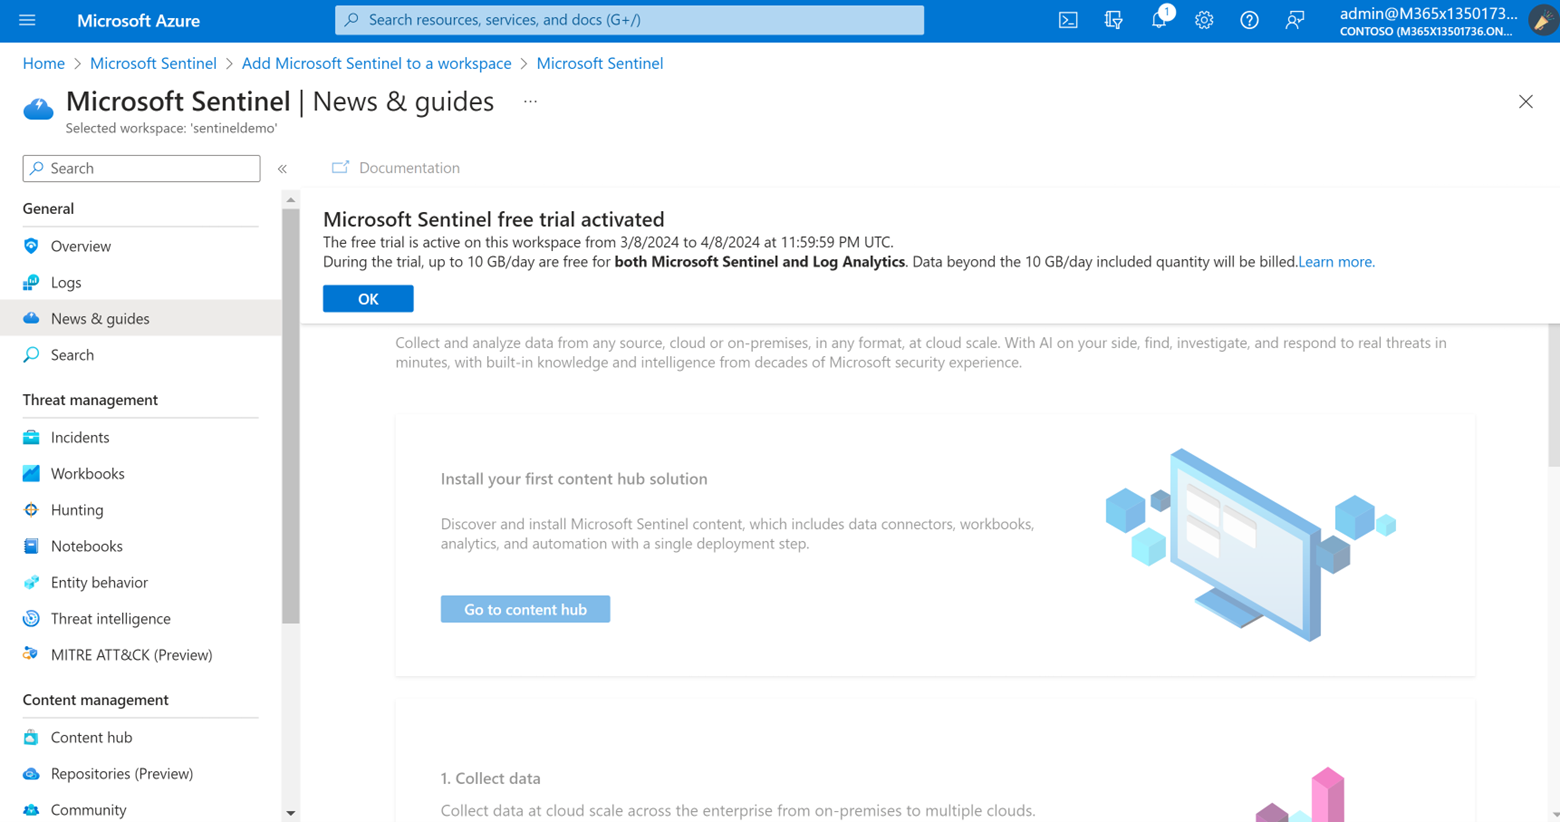 Microsoft Azure
Search resources, services, and docs (G+/)
1
admin@M365x1350173...
CONTOSO (M365X13501736.ON...
Home > Microsoft Sentinel > Add Microsoft Sentinel to a workspace > Microsoft Sentinel
Microsoft Sentinel | News & guides ...
Selected workspace: 'sentineldemo'
Search
«
Documentation
General
Overview
Logs
News & guides
Search
Threat management
Incidents
Workbooks
Hunting
Notebooks
Entity behavior
Threat intelligence
MITRE ATT&CK (Preview)
Content management
Content hub
Repositories (Preview)
Community
Microsoft Sentinel free trial activated
The free trial is active on this workspace from 3/8/2024 to 4/8/2024 at 11:59:59 PM UTC.
During the trial, up to 10 GB/day are free for both Microsoft Sentinel and Log Analytics. Data beyond the 10 GB/day included quantity will be billed.Learn more.
OK
Collect and analyze data from any source, cloud or on-premises, in any format, at cloud scale. With AI on your side, find, investigate, and respond to real threats in
minutes, with built-in knowledge and intelligence from decades of Microsoft security experience.
Install your first content hub solution
Discover and install Microsoft Sentinel content, which includes data connectors, workbooks,
analytics, and automation with a single deployment step.
Go to content hub
1. Collect data
Collect data at cloud scale across the enterprise from on-premises to multiple clouds.